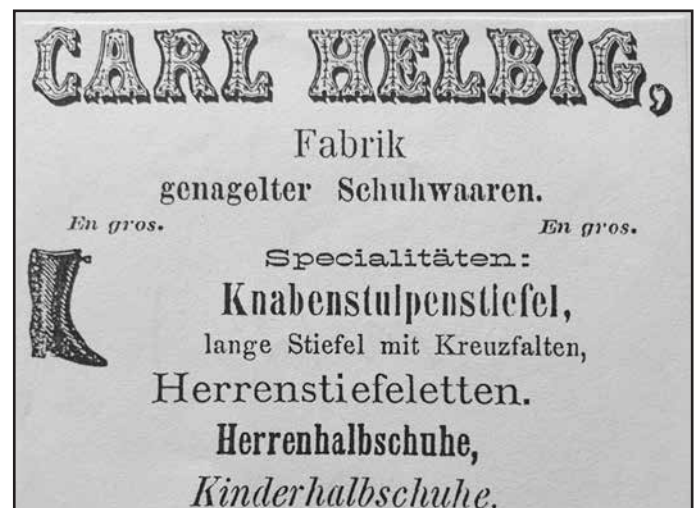 CARL HELBIG,
Fabrik
genagelter Schuhwaaren.
En gros. En gros.
Specialitäten:
Knabenstulpenstiefel,
lange Stiefel mit Kreuzfalten,
Herrenstiefeletten.
Herrenhalbschuhe,
Kinderhalbschuhe.